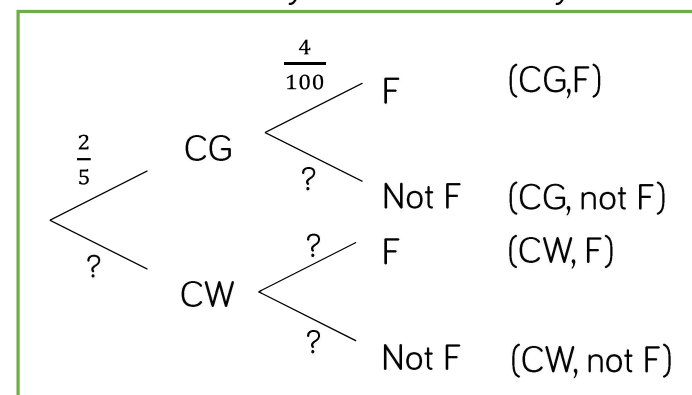 4/100
F (CG,F)
2/5
CG
?
Not F (CG, not F)
?
?
F (CW, F)
CW
?
Not F (CW, not F)